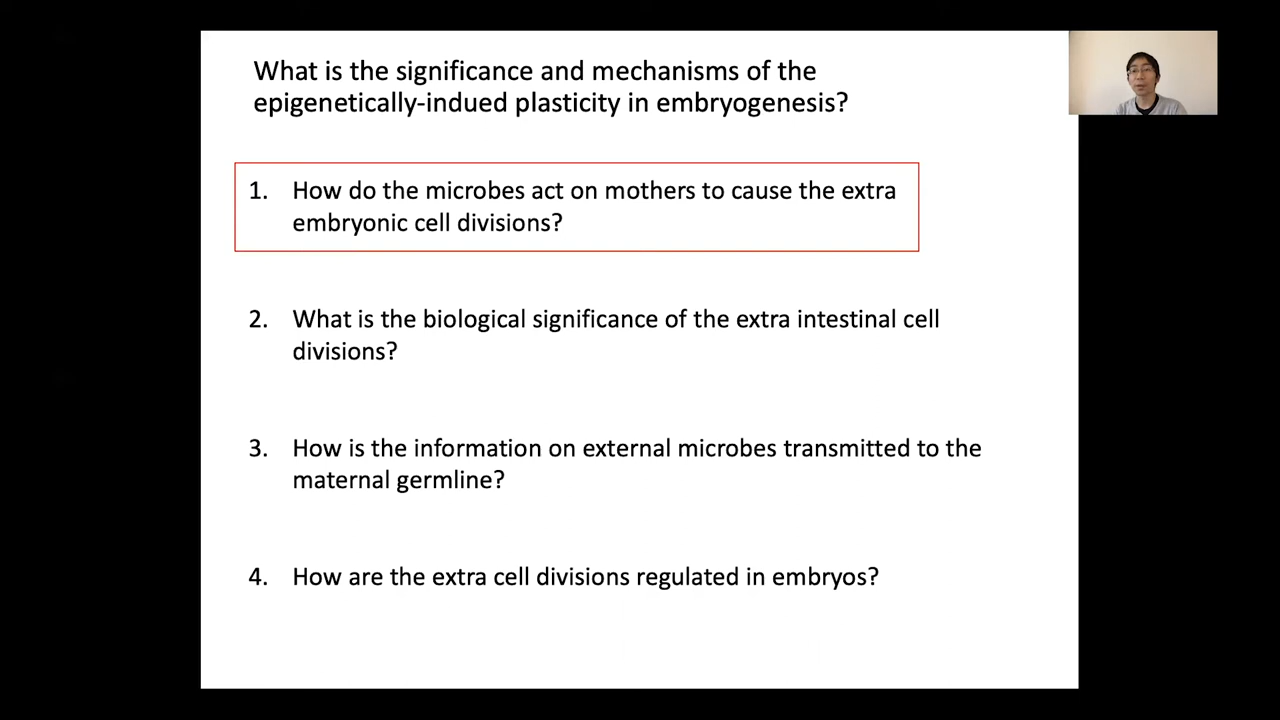 What is the significance and mechanisms of the
epigenetically-indued plasticity in embryogenesis?
1. How do the microbes act on mothers to cause the extra
embryonic cell divisions?
2. What is the biological significance of the extra intestinal cell
divisions?
3. How is the information on external microbes transmitted to the
maternal germline?
4. How are the extra cell divisions regulated in embryos?